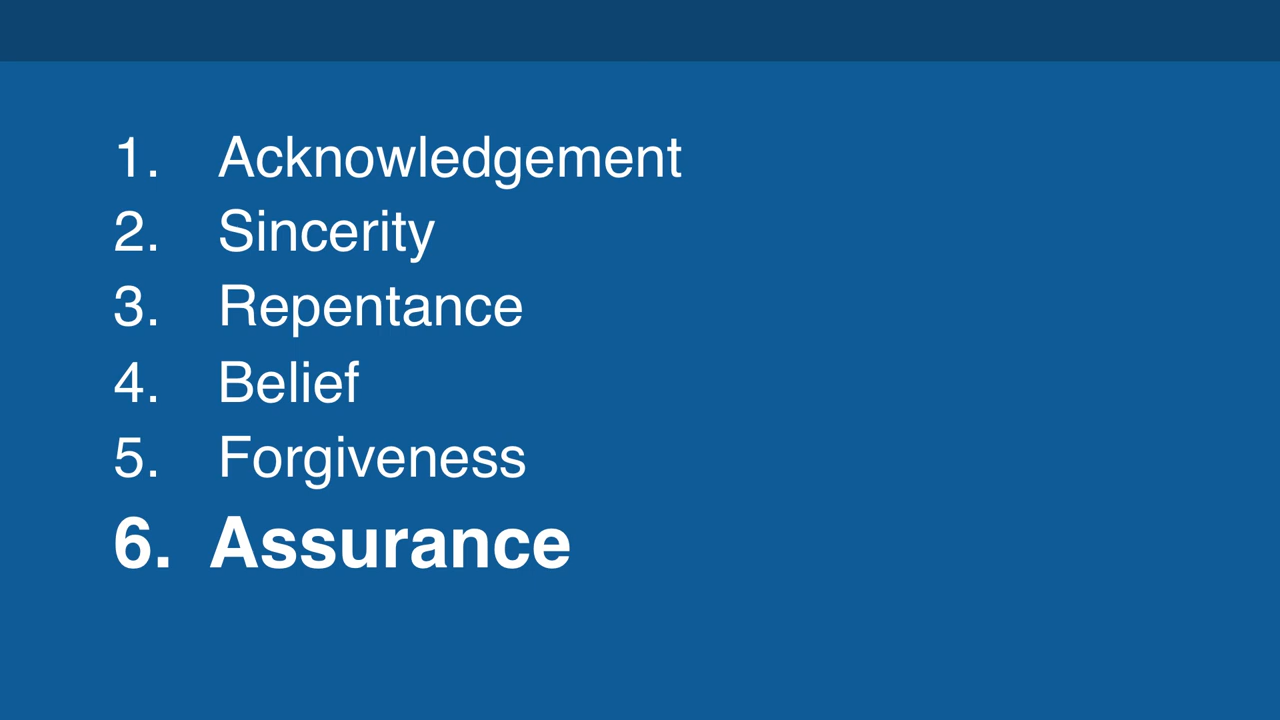 1. Acknowledgement
2. Sincerity
3. Repentance
4. Belief
5. Forgiveness
6. Assurance